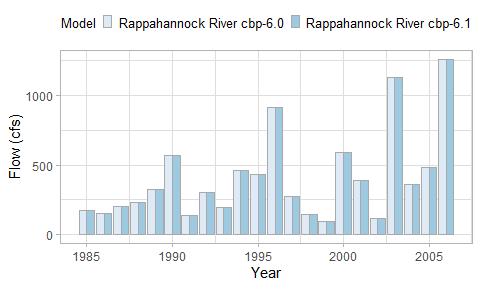 Model Rappahannock River cbp-6.0 Rappahannock River cbp-6.1
Flow (cfs)
1000
500
0
1985 1990 1995 2000 2005
Year